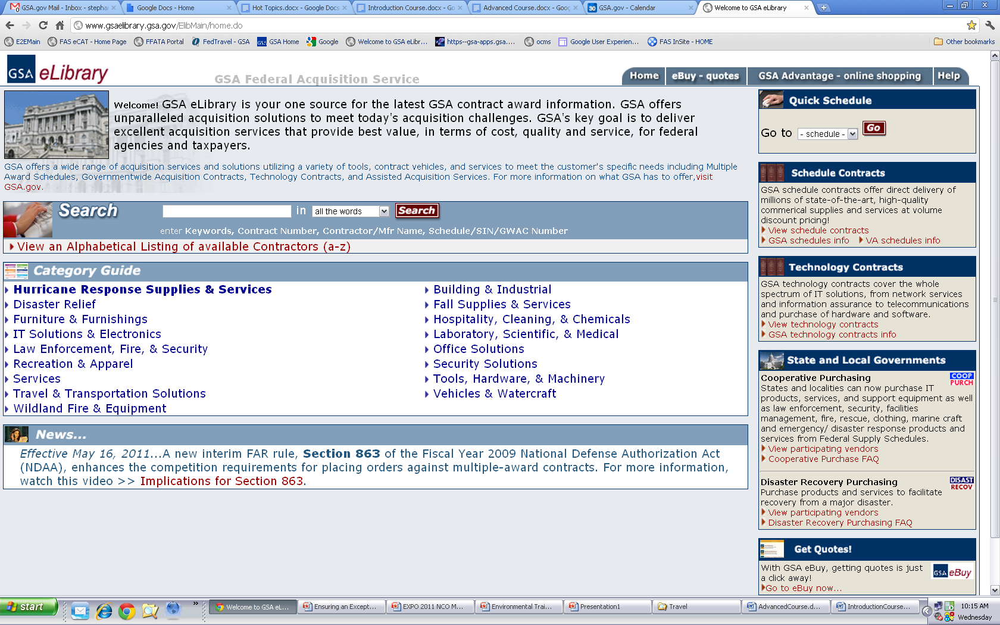 GSA.gov Mail - Inbox - stephar
Google Docs - Home
Hot Topics.docx - Google Docs
Introduction Course.docx - Go
Advanced Course.docx - Goog
GSA.gov - Calendar
Welcome to GSA eLibrary
www.gsaelibrary.gsa.gov/ElibMain/home.do
E2EMain
FAS eCAT - Home Page
FFATA Portal
FedTravel - GSA
GSA Home
Google
Welcome to GSA eLibr...
https--gsa-apps.gsa....
ocms
Google User Experien...
FAS InSite - HOME
Other bookmarks
GSA eLibrary
GSA Federal Acquisition Service
Home
eBuy - quotes
GSA Advantage - online shopping
Help
Welcome! GSA eLibrary is your one source for the latest GSA contract award information. GSA offers
unparalleled acquisition solutions to meet today's acquisition challenges. GSA's key goal is to deliver
excellent acquisition services that provide best value, in terms of cost, quality and service, for federal
agencies and taxpayers.
GSA offers a wide range of acquisition services and solutions utilizing a variety of tools, contract vehicles, and services to meet the customer's specific needs including Multiple
Award Schedules, Governmentwide Acquisition Contracts, Technology Contracts, and Assisted Acquisition Services. For more information on what GSA has to offer,visit
GSA.gov.
Search in all the words Search
enter Keywords, Contract Number, Contractor/Mfr Name, Schedule/SIN/GWAC Number
View an Alphabetical Listing of available Contractors (a-z)
Category Guide
Hurricane Response Supplies & Services
Disaster Relief
Furniture & Furnishings
IT Solutions & Electronics
Law Enforcement, Fire, & Security
Recreation & Apparel
Services
Travel & Transportation Solutions
Wildland Fire & Equipment
Building & Industrial
Fall Supplies & Services
Hospitality, Cleaning, & Chemicals
Laboratory, Scientific, & Medical
Office Solutions
Security Solutions
Tools, Hardware, & Machinery
Vehicles & Watercraft
News...
Effective May 16, 2011...A new interim FAR rule, Section 863 of the Fiscal Year 2009 National Defense Authorization Act
(NDAA), enhances the competition requirements for placing orders against multiple-award contracts. For more information,
watch this video >> Implications for Section 863.
Quick Schedule
Go to - schedule - Go
Schedule Contracts
GSA schedule contracts offer direct delivery of
millions of state-of-the-art, high-quality
commerical supplies and services at volume
discount pricing!
View schedule contracts
GSA schedules info VA schedules info
Technology Contracts
GSA technology contracts cover the whole
spectrum of IT solutions, from network services
and information assurance to telecommunications
and purchase of hardware and software.
View technology contracts
GSA technology contracts info
State and Local Governments
Cooperative Purchasing
COOP
PURCH
States and localities can now purchase IT
products, services, and support equipment as well
as law enforcement, security, facilities
management, fire, rescue, clothing, marine craft
and emergency/ disaster response products and
services from Federal Supply Schedules.
View participating vendors
Cooperative Purchase FAQ
Disaster Recovery Purchasing
DISAST
RECOV
Purchase products and services to facilitate
recovery from a major disaster.
View participating vendors
Disaster Recovery Purchasing FAQ
Get Quotes!
With GSA eBuy, getting quotes is just
a click away!
GSA eBuy
Go to eBuy now...
start
Welcome to GSA eL...
Ensuring an Except...
EXPO 2011 NCO M...
Environmental Trai...
Presentation1
Travel
AdvancedCourse.d...
IntroductionCourse...
10:15 AM
Wednesday